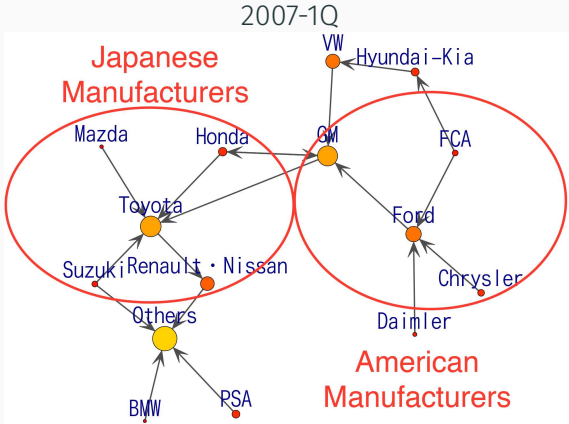 2007-1Q
VW
Hyundai-Kia
Japanese
Manufacturers
Mazda
Honda
GM
FCA
Toyota
Ford
Suzuki
Renault・Nissan
Chrysler
Others
Daimler
American
Manufacturers
BMW
PSA